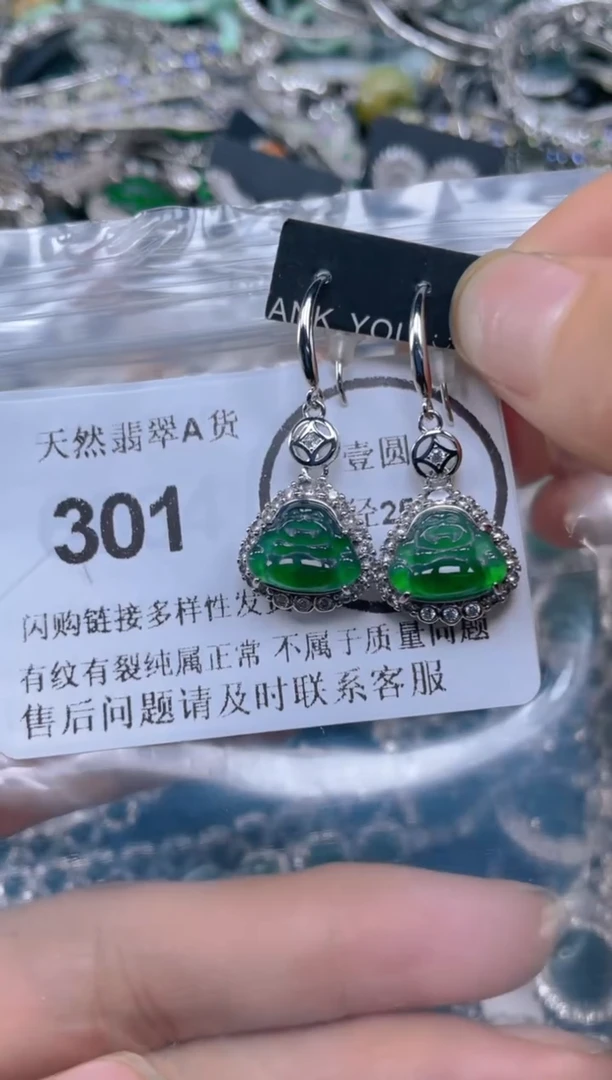 ANK YOU
天然翡翠A货
301
壹圆
闪购链接多样性发
有纹有裂纯属正常 不属于质量问题
售后问题请及时联系客服